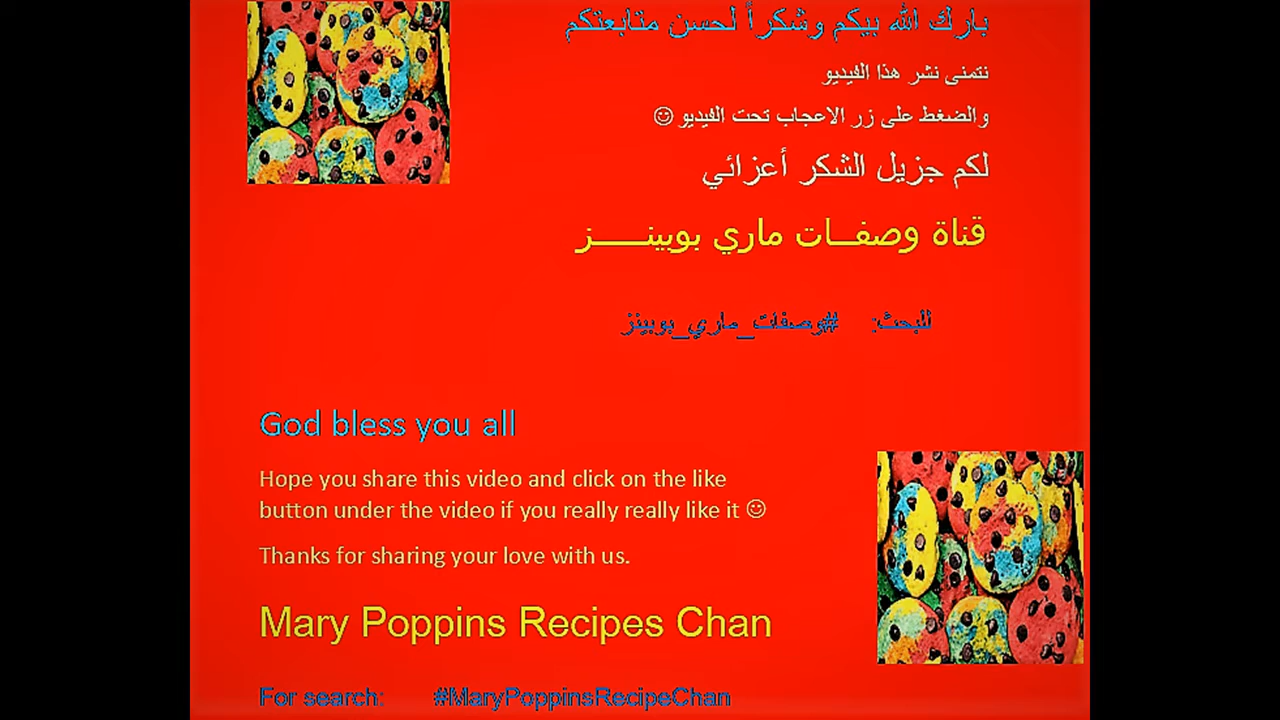 بارك الله بيكم وشكراً لحسن متابعتكم
نتمنى نشر هذا الفيديو
والضغط على زر الاعجاب تحت الفيديو ☺
لكم جزيل الشكر أعزائي
قناة وصفــات ماري بوبينــــــز
للبحث: #وصفات_ماري_بوبينز
God bless you all
Hope you share this video and click on the like
button under the video if you really really like it ☺
Thanks for sharing your love with us.
Mary Poppins Recipes Chan
For search: #MaryPoppinsRecipeChan